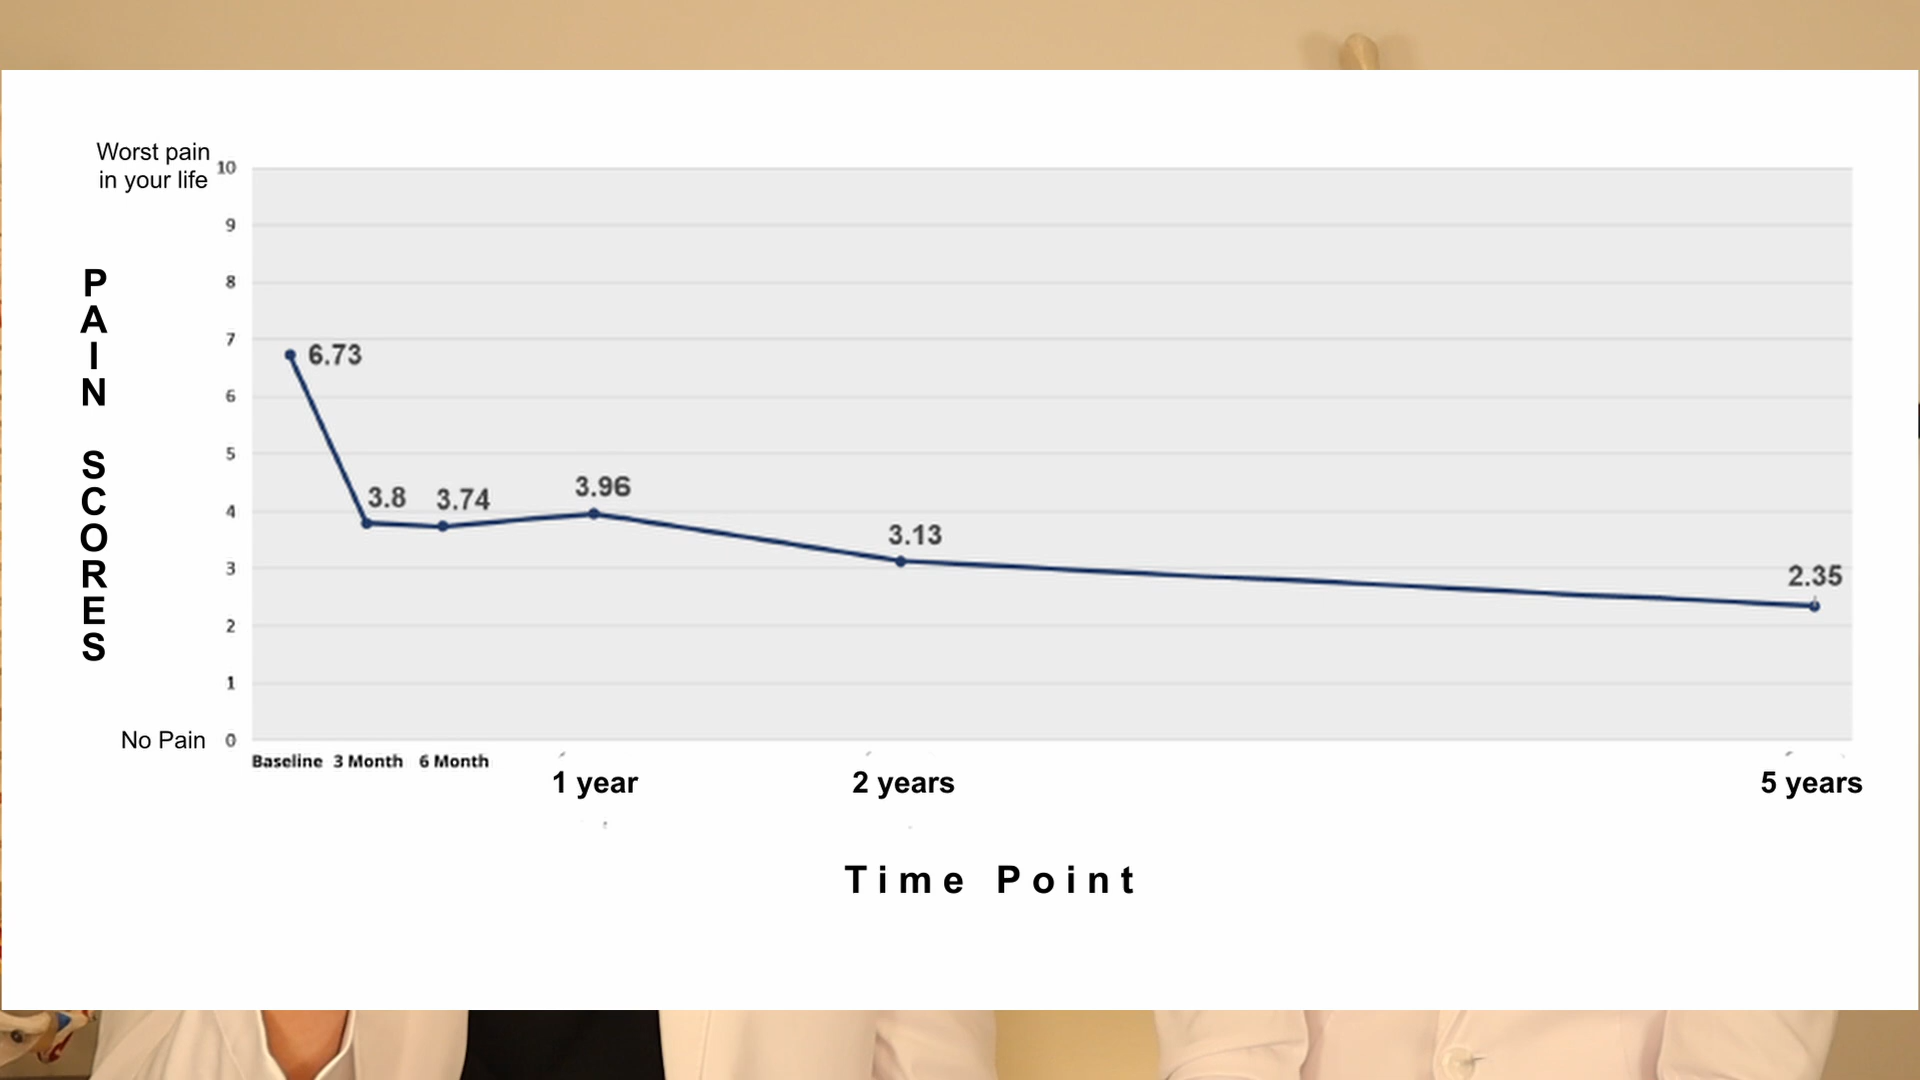 Worst pain
in your life
10
9
8
7
6
5
4
3
2
1
No Pain 0
PAIN SCORES
6.73
3.8
3.74
3.96
3.13
2.35
Baseline 3 Month 6 Month
1 year 2 years 5 years
Time Point